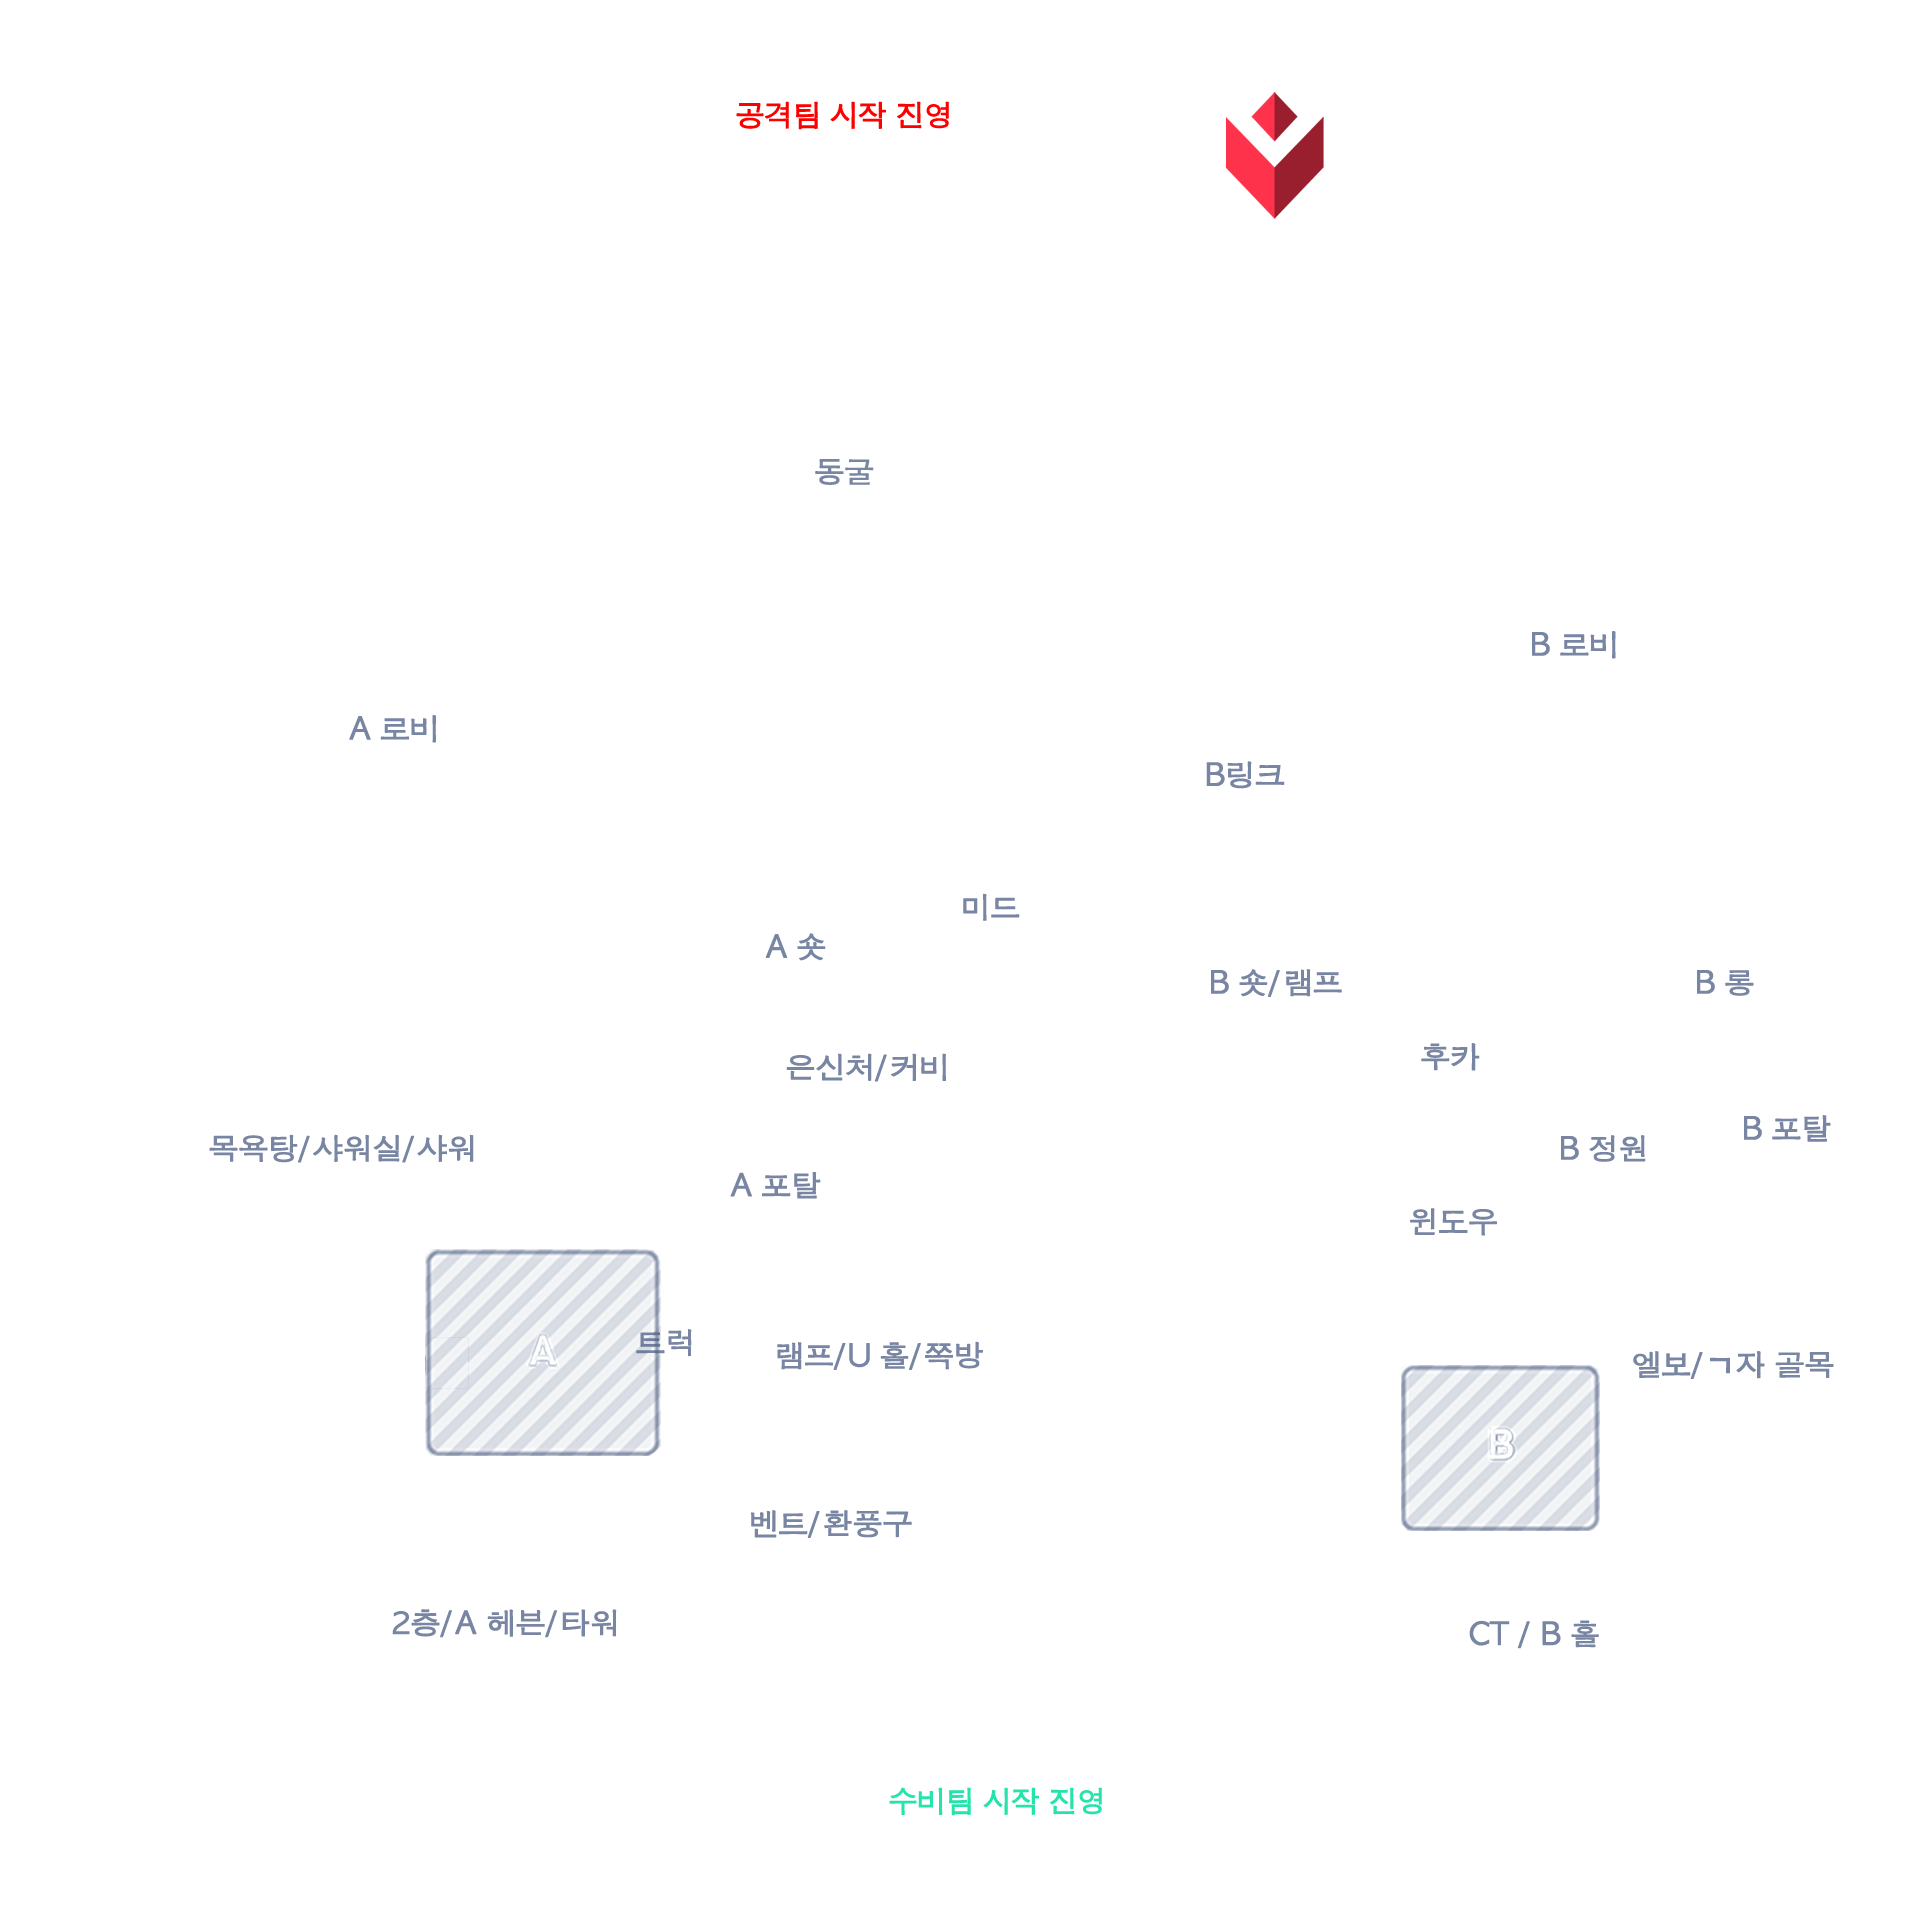 공격팀 시작 진영
동굴
B 로비
A 로비
B링크
미드
A 숏
B 숏/램프
B 롱
후카
은신처/커비
B 포탈
목욕탕/샤워실/샤워
B 정원
A 포탈
윈도우
트럭
A
램프/U 홀/쪽방
엘보/ㄱ자 골목
B
벤트/환풍구
2층/A 헤븐/타워
CT / B 홀
수비팀 시작 진영